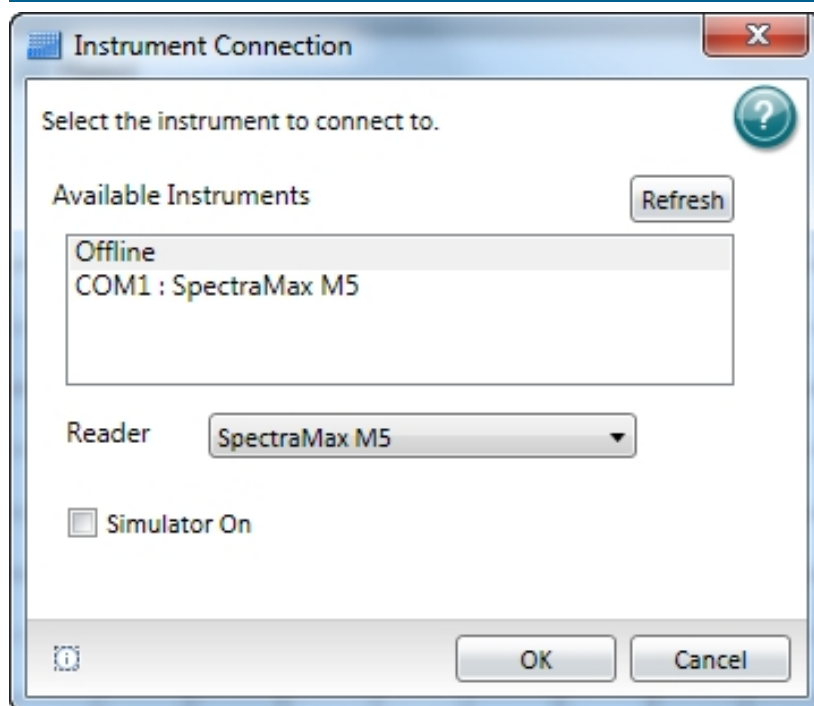 Instrument Connection
x
Select the instrument to connect to.
?
Available Instruments
Refresh
Offline
COM1 : SpectraMax M5
Reader
SpectraMax M5
Simulator On
i
OK
Cancel